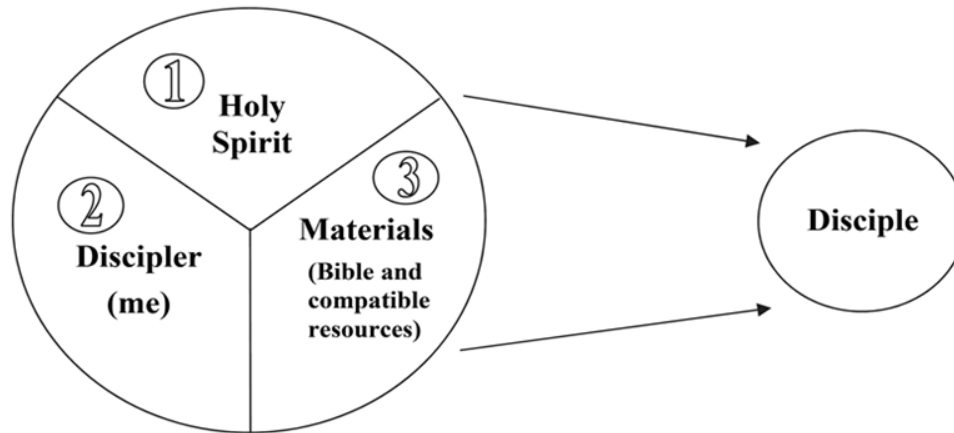 1
Holy
Spirit
2
Discipler
(me)
3
Materials
(Bible and
compatible
resources)
Disciple